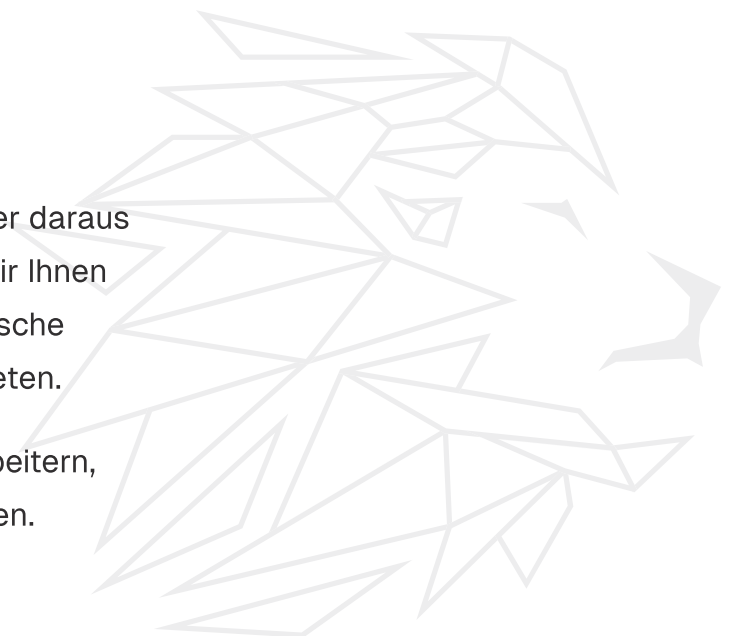 er daraus
ir Ihnen
sche
eten.
beitern,
en.